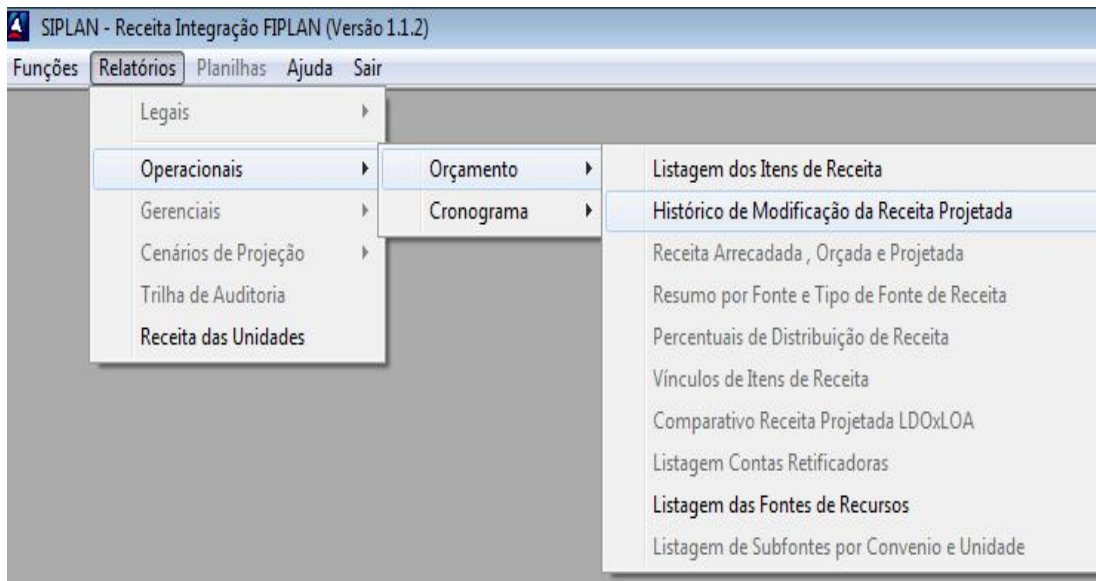 SIPLAN - Receita Integração FIPLAN (Versão 1.1.2)
Funções Relatórios Planilhas Ajuda Sair
Legais
Operacionais
Gerenciais
Cenários de Projeção
Trilha de Auditoria
Receita das Unidades
Orçamento
Cronograma
Listagem dos Itens de Receita
Histórico de Modificação da Receita Projetada
Receita Arrecadada , Orçada e Projetada
Resumo por Fonte e Tipo de Fonte de Receita
Percentuais de Distribuição de Receita
Vínculos de Itens de Receita
Comparativo Receita Projetada LDOxLOA
Listagem Contas Retificadoras
Listagem das Fontes de Recursos
Listagem de Subfontes por Convenio e Unidade